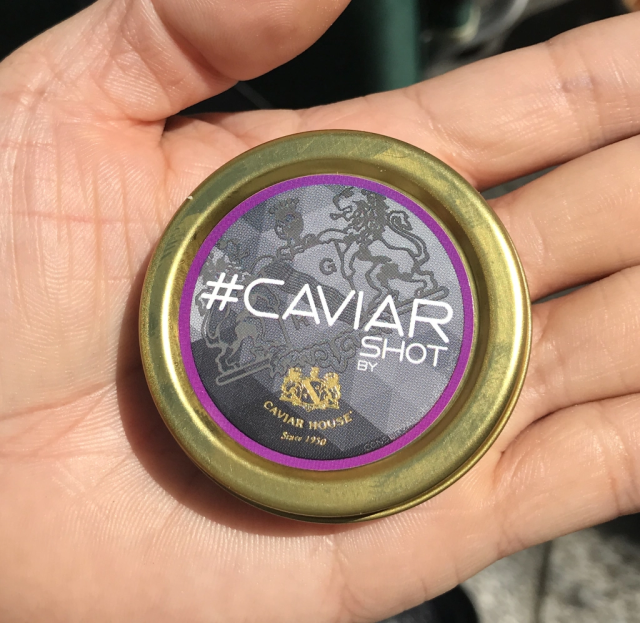 #CAVIAR
SHOT
BY
CAVIAR HOUSE
Since 1950